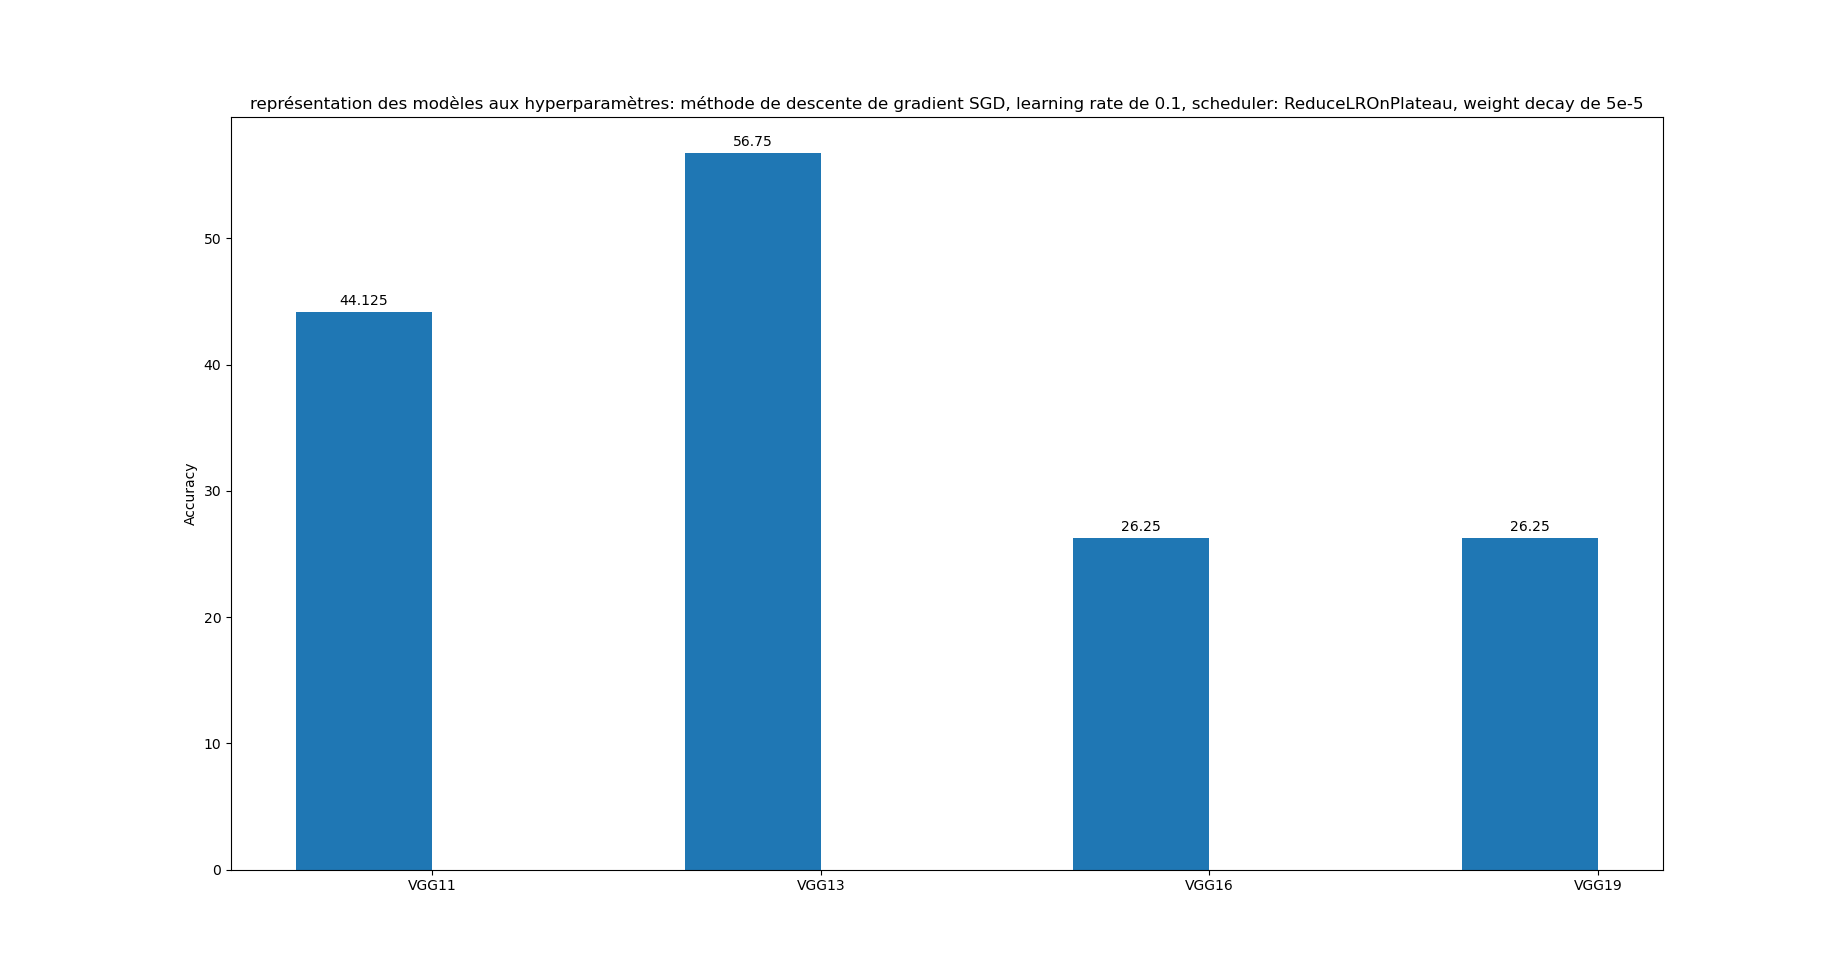 représentation des modèles aux hyperparamètres: méthode de descente de gradient SGD, learning rate de 0.1, scheduler: ReduceLROnPlateau, weight decay de 5e-5
56.75
50
44.125
40
Accuracy
30
26.25
26.25
20
10
0
VGG11
VGG13
VGG16
VGG19